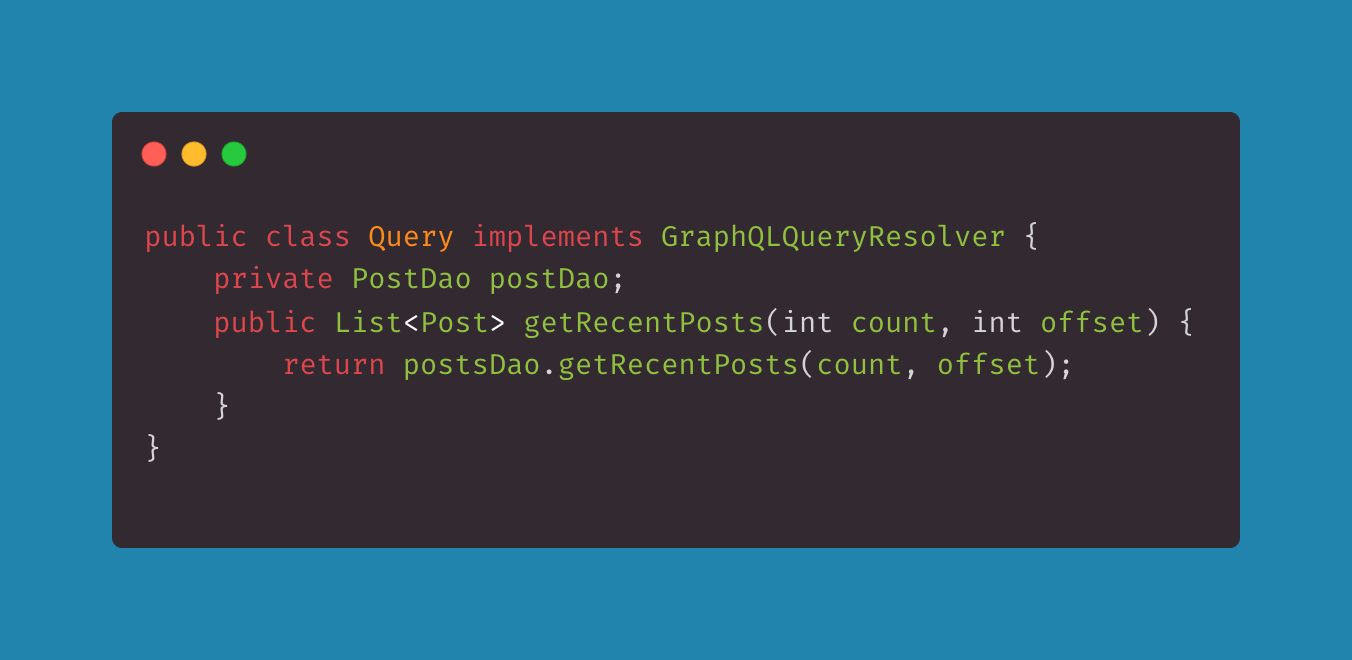 public class Query implements GraphQLQueryResolver {
    private PostDao postDao;
    public List<Post> getRecentPosts(int count, int offset) {
        return postsDao.getRecentPosts(count, offset);
    }
}